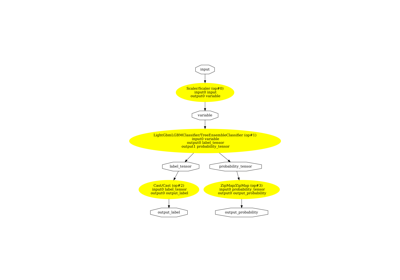 input
Scaler/Scaler (op#0)
input0 input
output0 variable
variable
LightGbmLGBMClassifier/TreeEnsembleClassifier (op#1)
input0 variable
output0 label_tensor
output1 probability_tensor
label_tensor
probability_tensor
Cast/Cast (op#2)
input0 label_tensor
output0 output_label
ZipMap/ZipMap (op#3)
input0 probability_tensor
output0 output_probability
output_label
output_probability